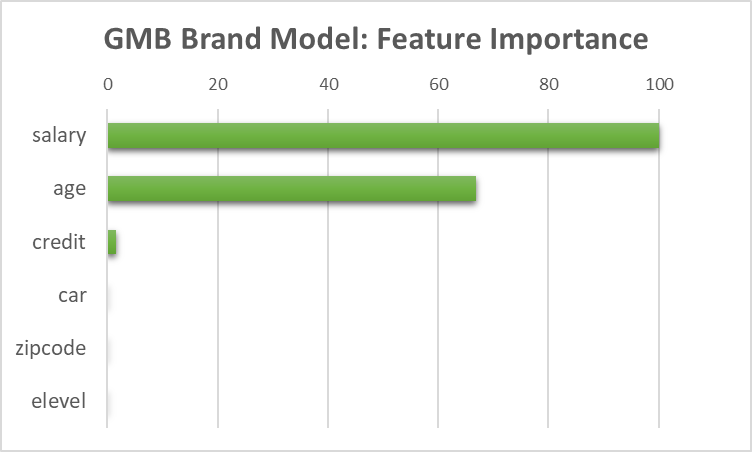 GMB Brand Model: Feature Importance
0 20 40 60 80 100
salary
age
credit
car
zipcode
elevel